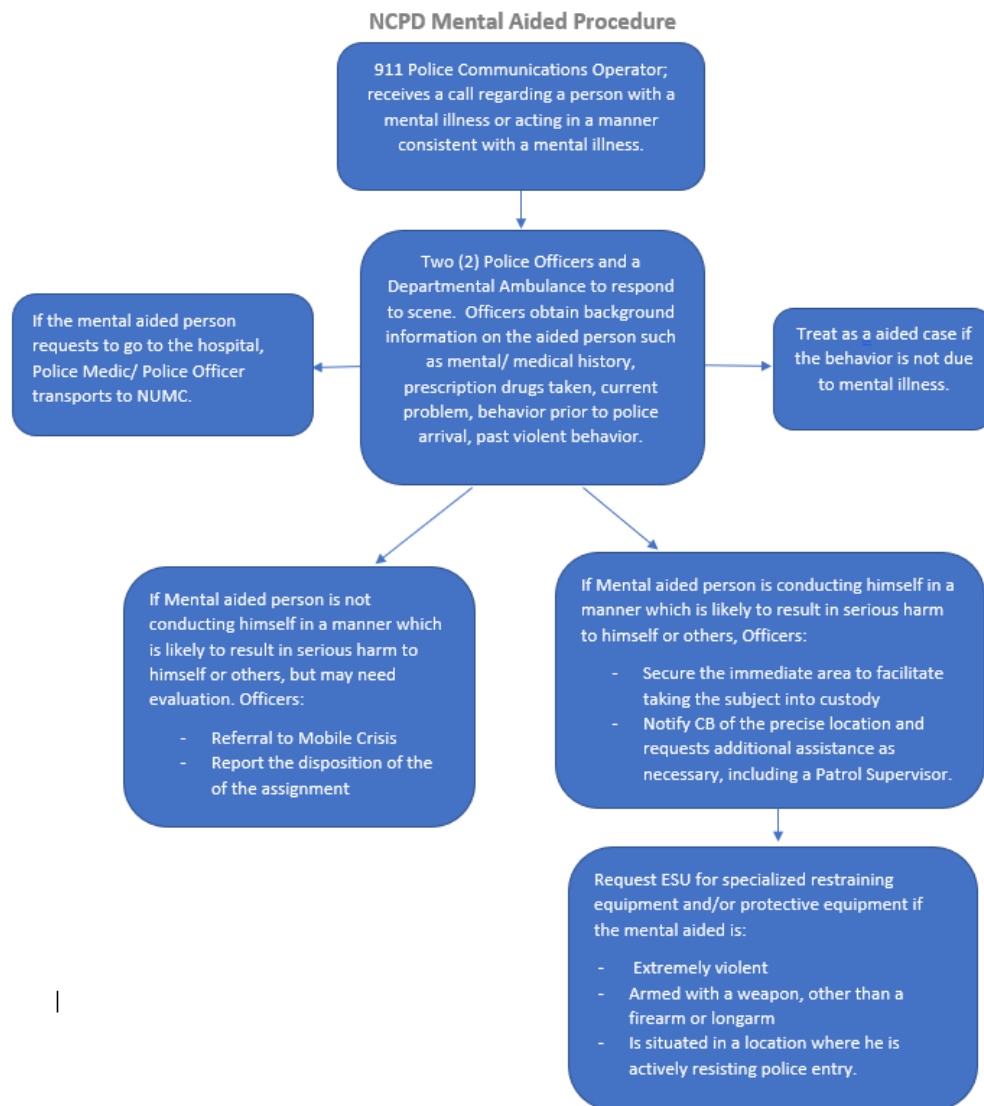 NCPD Mental Aided Procedure
911 Police Communications Operator;
receives a call regarding a person with a
mental illness or acting in a manner
consistent with a mental illness.
Two (2) Police Officers and a
Departmental Ambulance to respond
to scene.  Officers obtain background
information on the aided person such
as mental/ medical history,
prescription drugs taken, current
problem, behavior prior to police
arrival, past violent behavior.
If the mental aided person
requests to go to the hospital,
Police Medic/ Police Officer
transports to NUMC.
Treat as a aided case if
the behavior is not due
to mental illness.
If Mental aided person is not
conducting himself in a manner which
is likely to result in serious harm to
himself or others, but may need
evaluation. Officers:
- Referral to Mobile Crisis
- Report the disposition of the
of the assignment
If Mental aided person is conducting himself in a
manner which is likely to result in serious harm
to himself or others, Officers:
- Secure the immediate area to facilitate
taking the subject into custody
- Notify CB of the precise location and
requests additional assistance as
necessary, including a Patrol Supervisor.
Request ESU for specialized restraining
equipment and/or protective equipment if
the mental aided is:
- Extremely violent
- Armed with a weapon, other than a
firearm or longarm
- Is situated in a location where he is
actively resisting police entry.